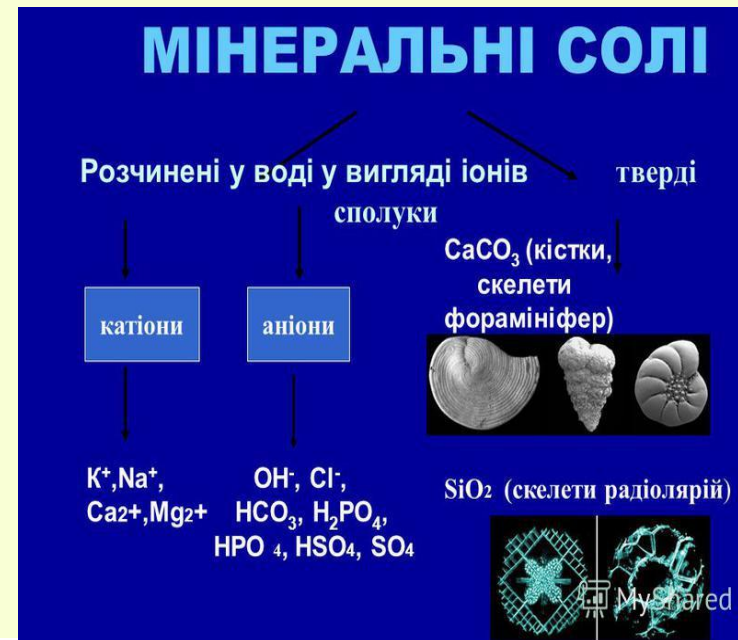 МІНЕРАЛЬНІ СОЛІ
Розчинені у воді у вигляді іонів
тверді
сполуки
катіони
аніони
K⁺,Na⁺,
Ca2+,Mg2+
OH⁻, Cl⁻,
HCO₃, H₂PO₄,
HPO ₄, HSO₄, SO₄
CaCO₃ (кістки,
скелети
форамініфер)
SiO₂ (скелети радіолярій)
MyShared